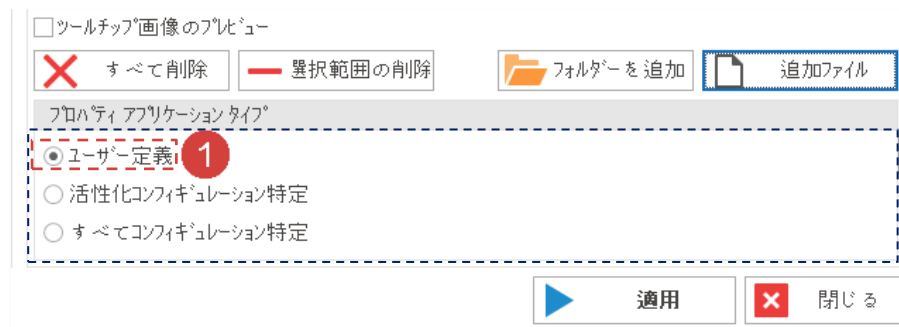 ツールチップ画像のプレビュー
すべて削除 選択範囲の削除 フォルダーを追加 追加ファイル
プロパティ アプリケーション タイプ
ユーザー定義 1
活性化コンフィギュレーション特定
すべてコンフィギュレーション特定
適用 閉じる